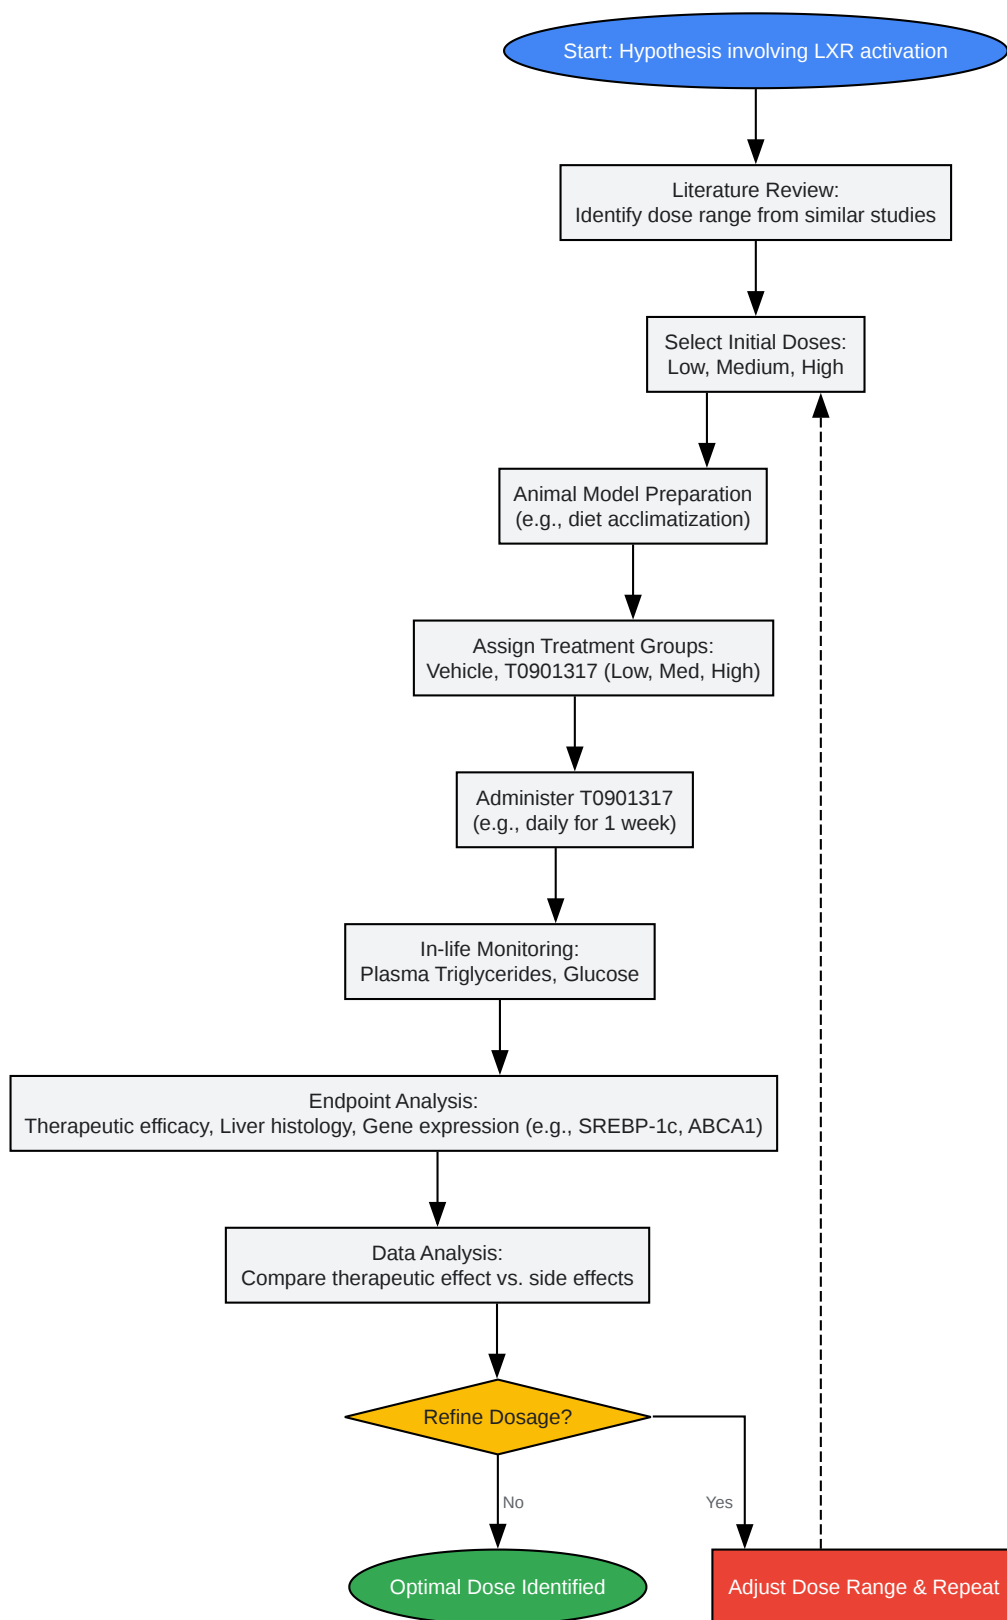 Start: Hypothesis involving LXR activation
Literature Review:
Identify dose range from similar studies
Select Initial Doses:
Low, Medium, High
Animal Model Preparation
(e.g., diet acclimatization)
Assign Treatment Groups:
Vehicle, T0901317 (Low, Med, High)
Administer T0901317
(e.g., daily for 1 week)
In-life Monitoring:
Plasma Triglycerides, Glucose
Endpoint Analysis:
Therapeutic efficacy, Liver histology, Gene expression (e.g., SREBP-1c, ABCA1)
Data Analysis:
Compare therapeutic effect vs. side effects
Refine Dosage?
No
Yes
Optimal Dose Identified
Adjust Dose Range & Repeat